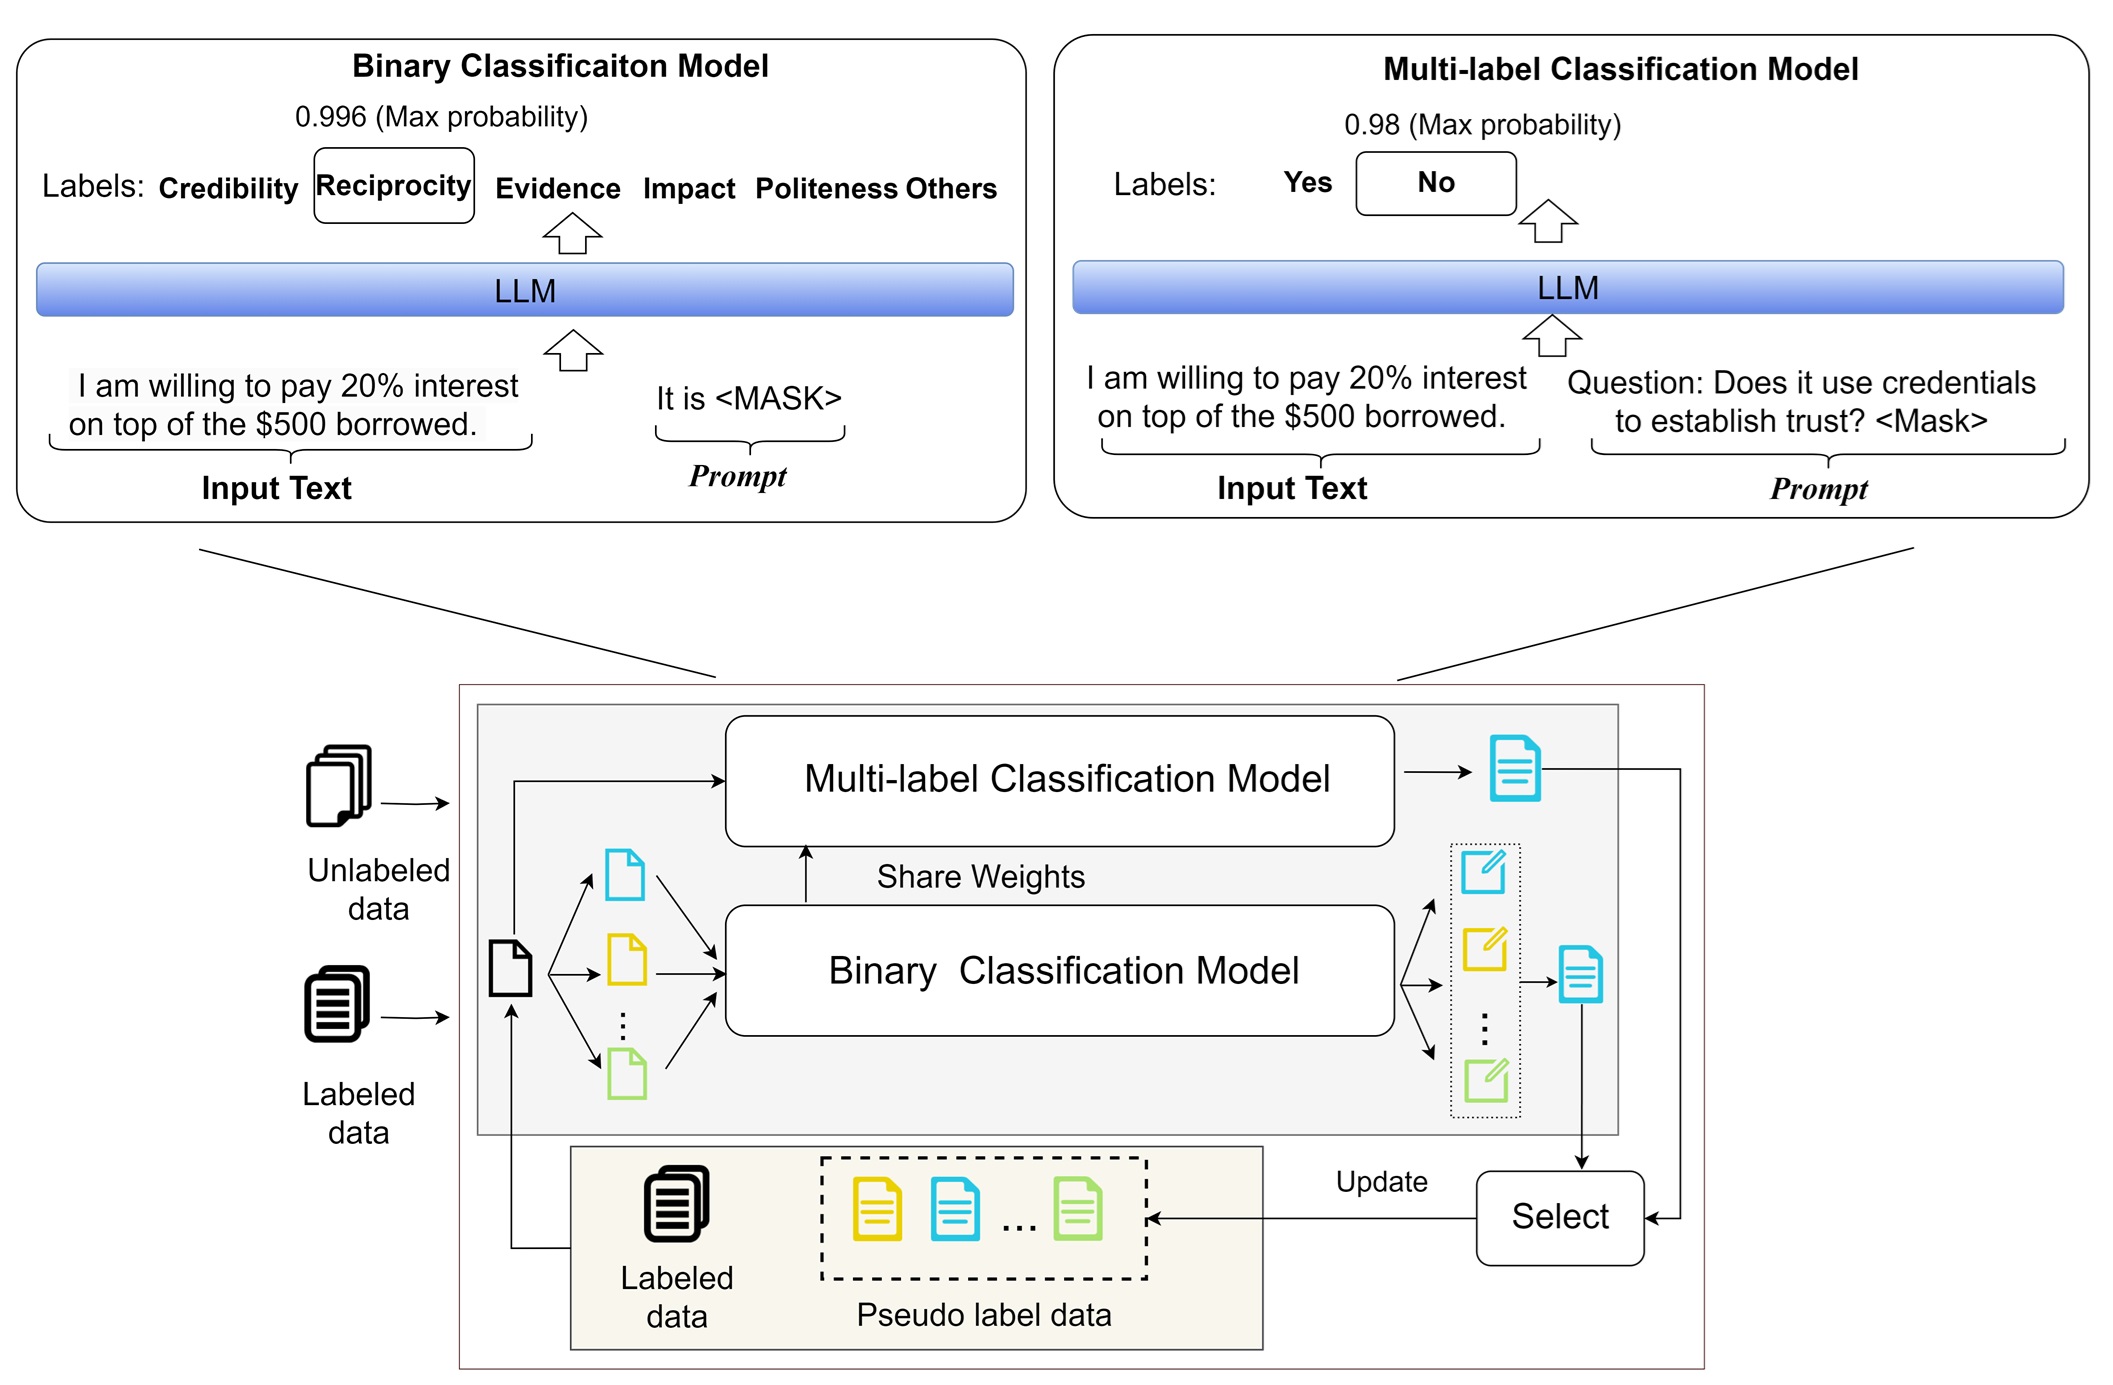 Binary Classificaiton Model
0.996 (Max probability)
Labels: Credibility Reciprocity Evidence Impact Politeness Others
LLM
I am willing to pay 20% interest
on top of the $500 borrowed.
It is <MASK>
Input Text
Prompt
Multi-label Classification Model
0.98 (Max probability)
Labels: Yes No
LLM
I am willing to pay 20% interest
on top of the $500 borrowed.
Question: Does it use credentials
to establish trust? <Mask>
Input Text
Prompt
Unlabeled
data
Labeled
data
Multi-label Classification Model
Share Weights
Binary Classification Model
Update
Select
Labeled
data
...
Pseudo label data